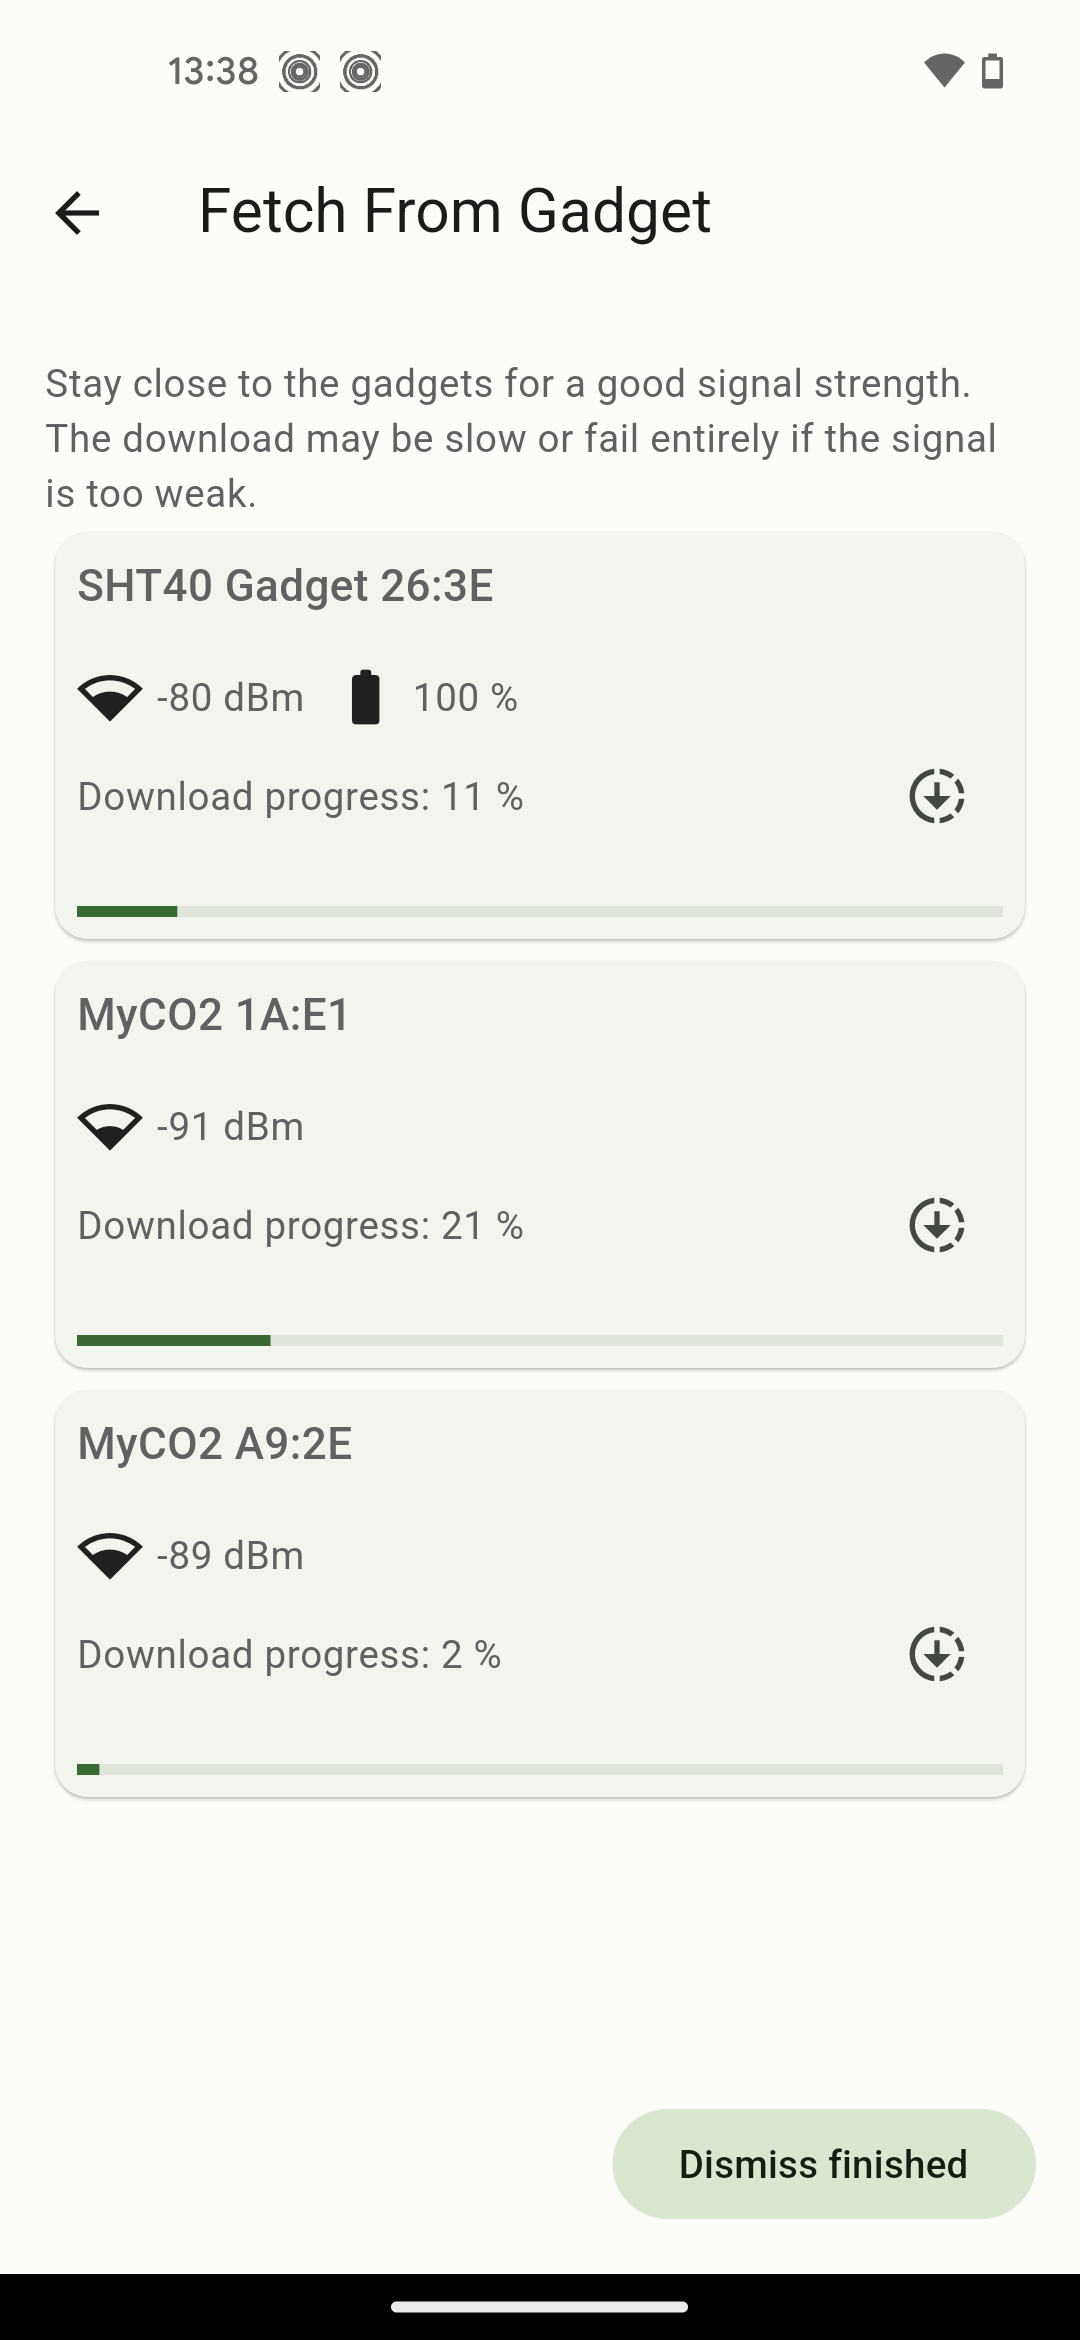 13:38
Fetch From Gadget
Stay close to the gadgets for a good signal strength.
The download may be slow or fail entirely if the signal
is too weak.
SHT40 Gadget 26:3E
-80 dBm 100 %
Download progress: 11 %
MyCO2 1A:E1
-91 dBm
Download progress: 21 %
MyCO2 A9:2E
-89 dBm
Download progress: 2 %
Dismiss finished